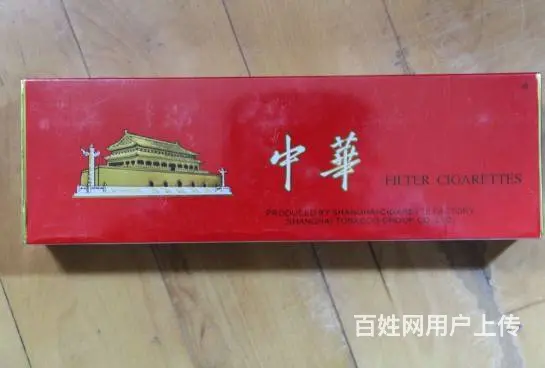 中華
FILTER CIGARETTES
PRODUCED BY SHANGHAI CIGARETTE FACTORY
SHANGHAI TOBACCO GROUP CO., LTD.
百姓网用户上传